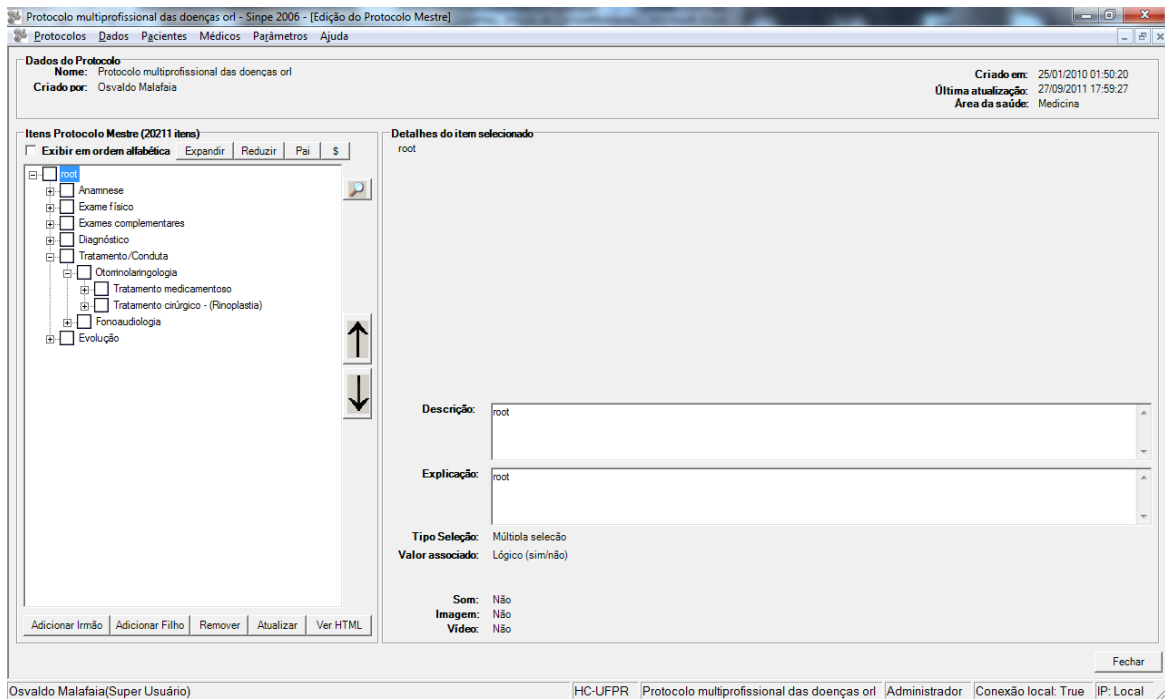 Protocolo multiprofissional das doenças orl - Sinpe 2006 - [Edição do Protocolo Mestre]
Protocolos Dados Pacientes Médicos Parâmetros Ajuda
Dados do Protocolo
Nome: Protocolo multiprofissional das doenças orl
Criado por: Osvaldo Malafaia
Criado em: 25/01/2010 01:50:20
Última atualização: 27/09/2011 17:59:27
Área da saúde: Medicina
Itens Protocolo Mestre (20211 itens)
Exibir em ordem alfabética Expandir Reduzir Pai $
root
Anamnese
Exame físico
Exames complementares
Diagnóstico
Tratamento/Conduta
Otorrinolaringologia
Tratamento medicamentoso
Tratamento cirúrgico - (Rinoplastia)
Fonoaudiologia
Evolução
Adicionar Irmão Adicionar Filho Remover Atualizar Ver HTML
Detalhes do item selecionado
root
Descrição: root
Explicação: root
Tipo Seleção: Múltipla seleção
Valor associado: Lógico (sim/não)
Som: Não
Imagem: Não
Vídeo: Não
Fechar
Osvaldo Malafaia(Super Usuário) HC-UFPR Protocolo multiprofissional das doenças orl Administrador Conexão local: True IP: Local